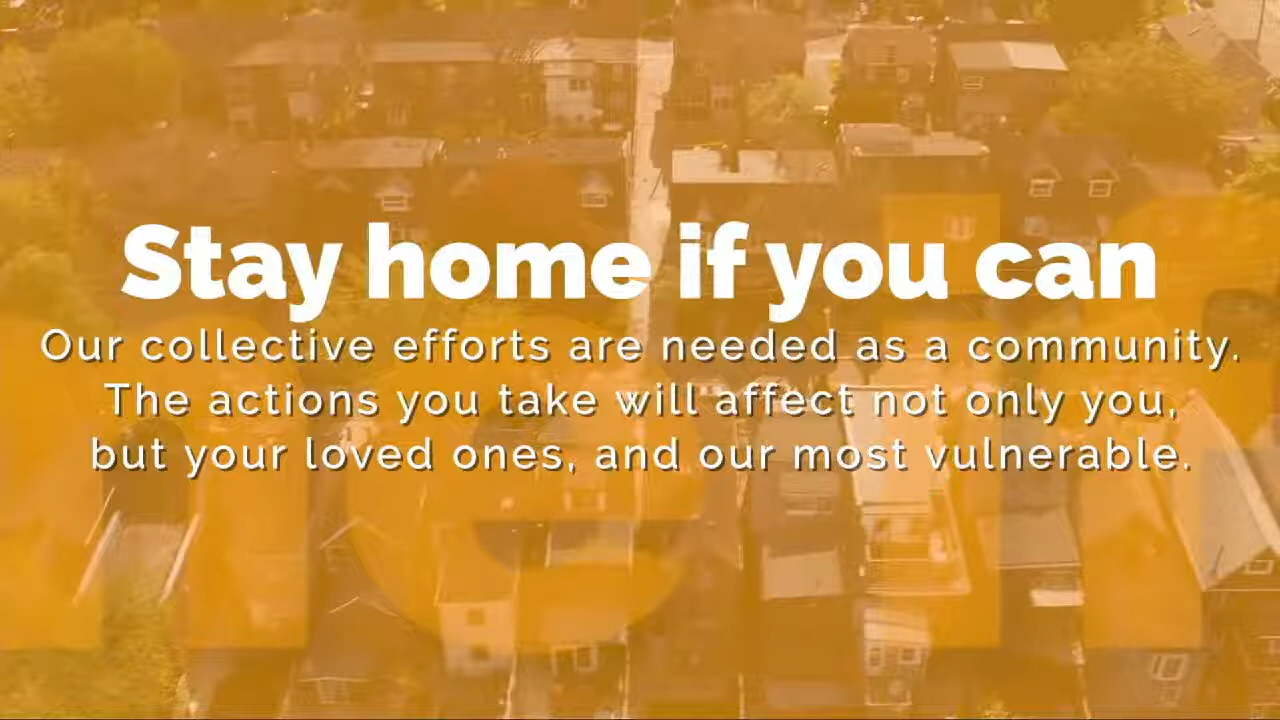 Stay home if you can
Our collective efforts are needed as a community.
The actions you take will affect not only you,
but your loved ones, and our most vulnerable.